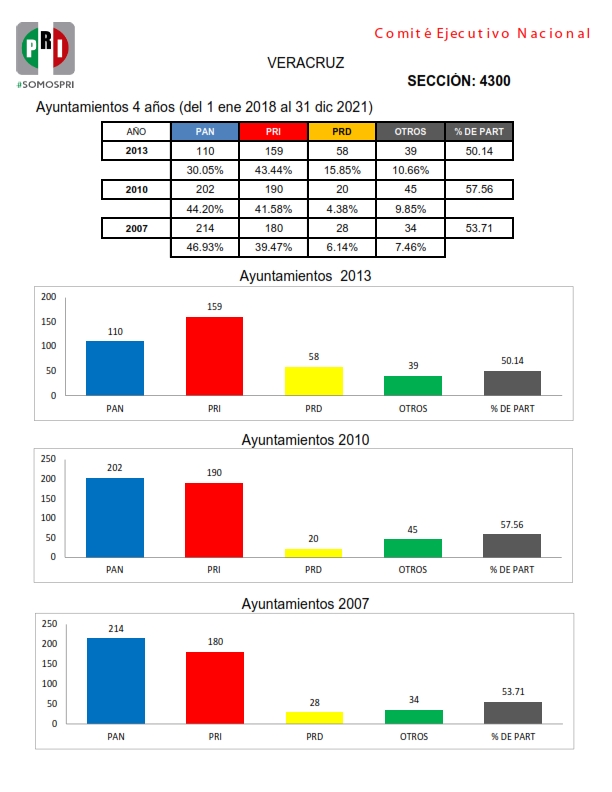 Comité Ejecutivo Nacional
PRI
#SOMOSPRI
VERACRUZ
SECCIÓN: 4300
Ayuntamientos 4 años (del 1 ene 2018 al 31 dic 2021)
AÑO PAN PRI PRD OTROS % DE PART
2013 110 159 58 39 50.14
30.05% 43.44% 15.85% 10.66%
2010 202 190 20 45 57.56
44.20% 41.58% 4.38% 9.85%
2007 214 180 28 34 53.71
46.93% 39.47% 6.14% 7.46%
Ayuntamientos 2013
200
150
100
50
0
110 159 58 39 50.14
PAN PRI PRD OTROS % DE PART
Ayuntamientos 2010
250
200
150
100
50
0
202 190 20 45 57.56
PAN PRI PRD OTROS % DE PART
Ayuntamientos 2007
250
200
150
100
50
0
214 180 28 34 53.71
PAN PRI PRD OTROS % DE PART